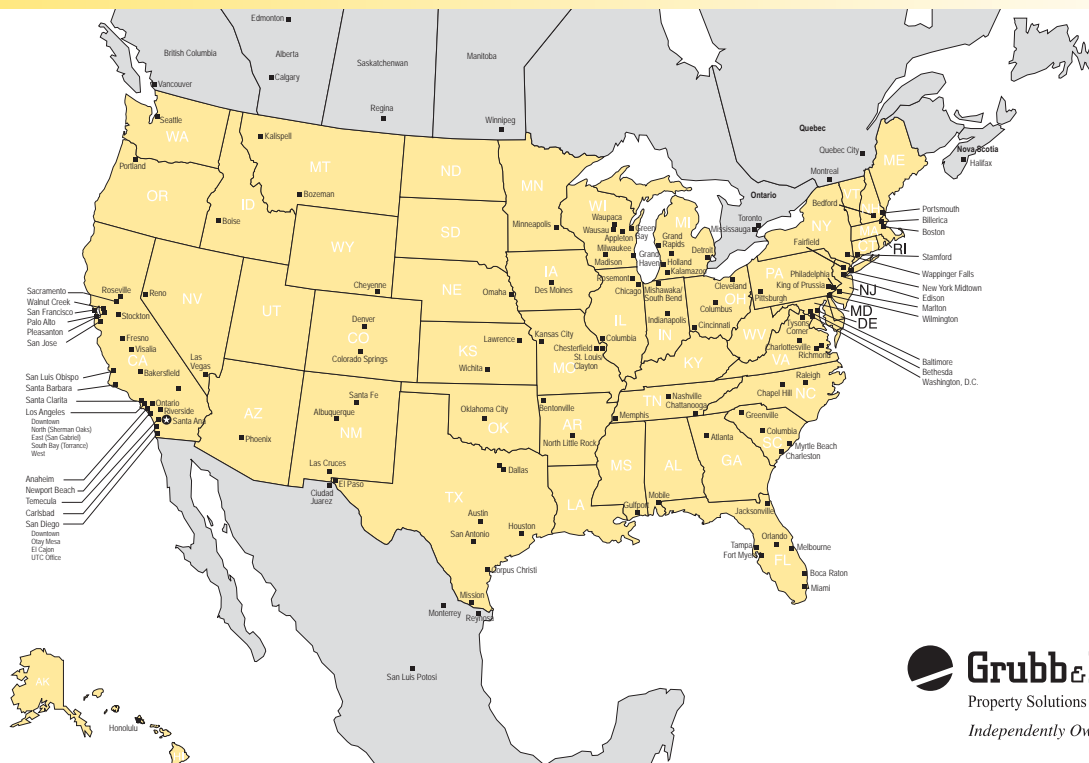 Edmonton
British Columbia
Alberta
Saskatchenwan
Manitoba
Calgary
Vancouver
Regina
Winnipeg
Quebec
Quebec City
Nova Scotia
Halifax
Montreal
Ontario
Toronto
Mississauga
Seattle
WA
Portland
OR
Kalispell
MT
Bozeman
ID
Boise
ND
SD
MN
Minneapolis
WY
Cheyenne
NE
Omaha
IA
Des Moines
WI
Waupaca
Wausau
Appleton
Green
Bay
Milwaukee
Madison
MI
Grand
Rapids
Grand
Haven
Holland
Kalamazoo
Detroit
Rosemont
Chicago
Mishawaka/
South Bend
ME
VT
NH
Bedford
NY
MA
CT
RI
Fairfield
Portsmouth
Billerica
Boston
Stamford
Wappinger Falls
New York Midtown
Edison
Marlton
Wilmington
PA
Philadelphia
King of Prussia
Pittsburgh
NJ
MD
DE
Baltimore
Bethesda
Washington, D.C.
Cleveland
OH
Columbus
Cincinnati
IL
IN
Indianapolis
WV
Tysons
Corner
Charlottesville
VA
Richmond
KY
Sacramento
Walnut Creek
San Francisco
Palo Alto
Pleasanton
San Jose
Roseville
Reno
Stockton
NV
UT
Fresno
Visalia
CA
Bakersfield
Las
Vegas
San Luis Obispo
Santa Barbara
Santa Clarita
Los Angeles
Downtown
North (Sherman Oaks)
East (San Gabriel)
South Bay (Torrance)
West
Ontario
Riverside
Santa Ana
Anaheim
Newport Beach
Temecula
Carlsbad
San Diego
Downtown
Otay Mesa
El Cajon
UTC Office
Denver
CO
Colorado Springs
KS
Lawrence
Wichita
Kansas City
Columbia
Chesterfield
St. Louis
Clayton
MO
AZ
Phoenix
Santa Fe
Albuquerque
NM
Las Cruces
El Paso
Ciudad
Juarez
Oklahoma City
OK
Bentonville
AR
North Little Rock
TN
Nashville
Chattanooga
Memphis
Raleigh
Chapel Hill
NC
Greenville
Columbia
SC
Myrtle Beach
Charleston
Atlanta
GA
MS
AL
LA
Gulfport
Mobile
Jacksonville
Orlando
Tampa
Fort Myers
FL
Melbourne
Boca Raton
Miami
TX
Dallas
Austin
San Antonio
Houston
Corpus Christi
Mission
Monterrey
Reynosa
San Luis Potosi
AK
Honolulu
Grubb&
Property Solutions
Independently